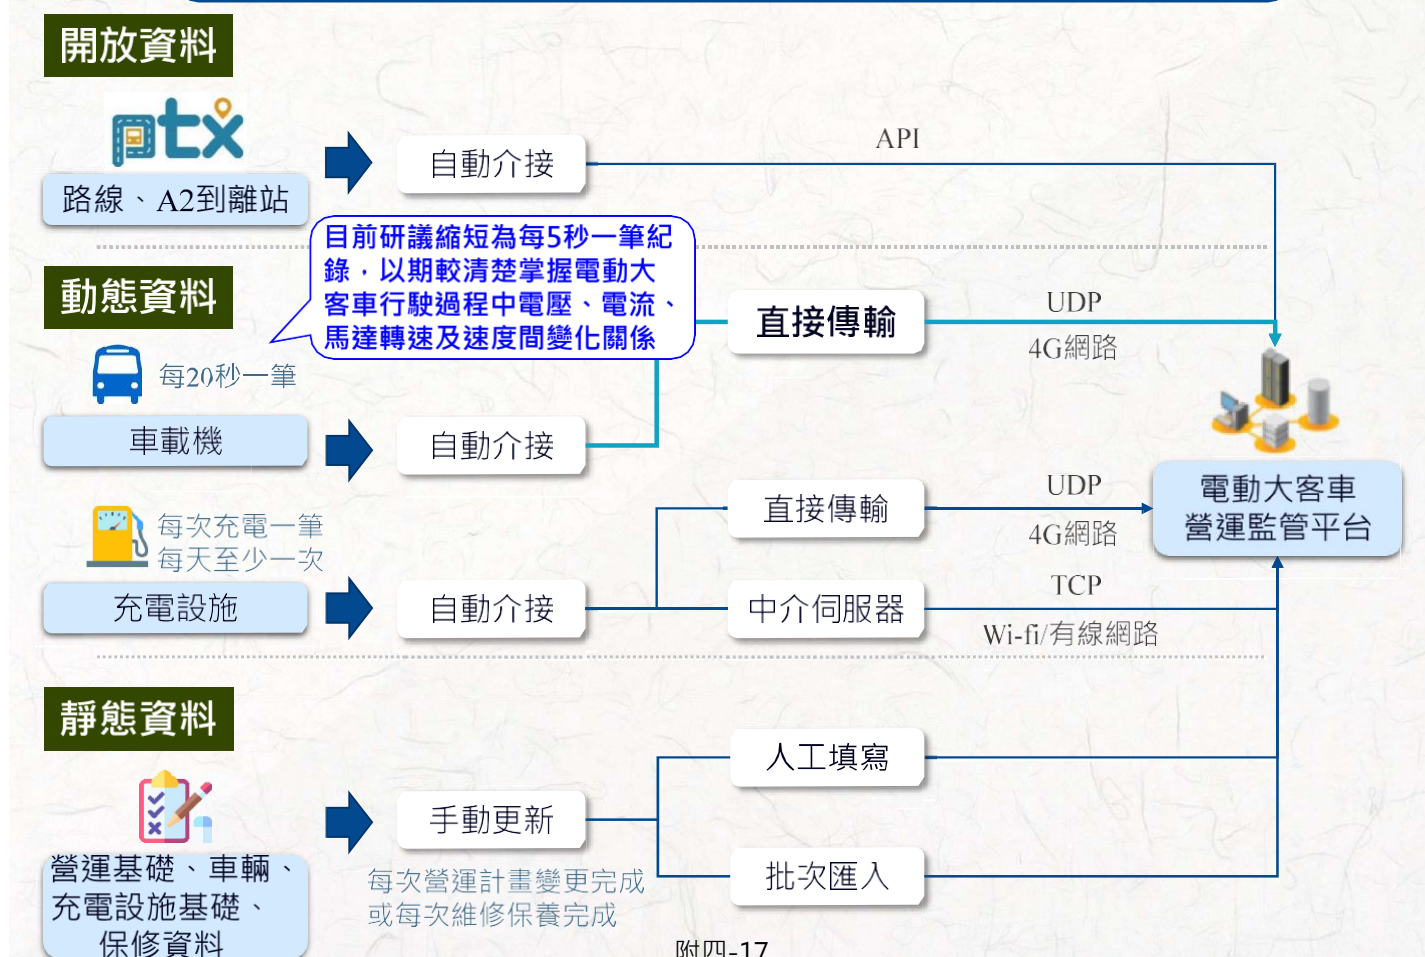 開放資料
ptx
路線、A2到離站
自動介接
API
目前研議縮短為每5秒一筆紀
錄，以期較清楚掌握電動大
客車行駛過程中電壓、電流、
馬達轉速及速度間變化關係
動態資料
每20秒一筆
車載機
自動介接
直接傳輸
UDP
4G網路
每次充電一筆
每天至少一次
充電設施
自動介接
直接傳輸
UDP
4G網路
中介伺服器
TCP
Wi-fi/有線網路
電動大客車
營運監管平台
靜態資料
營運基礎、車輛、
充電設施基礎、
保修資料
手動更新
每次營運計畫變更完成
或每次維修保養完成
人工填寫
批次匯入
附四-17